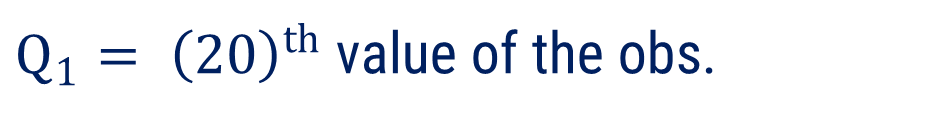 Q₁ = (20)ᵗʰ value of the obs.